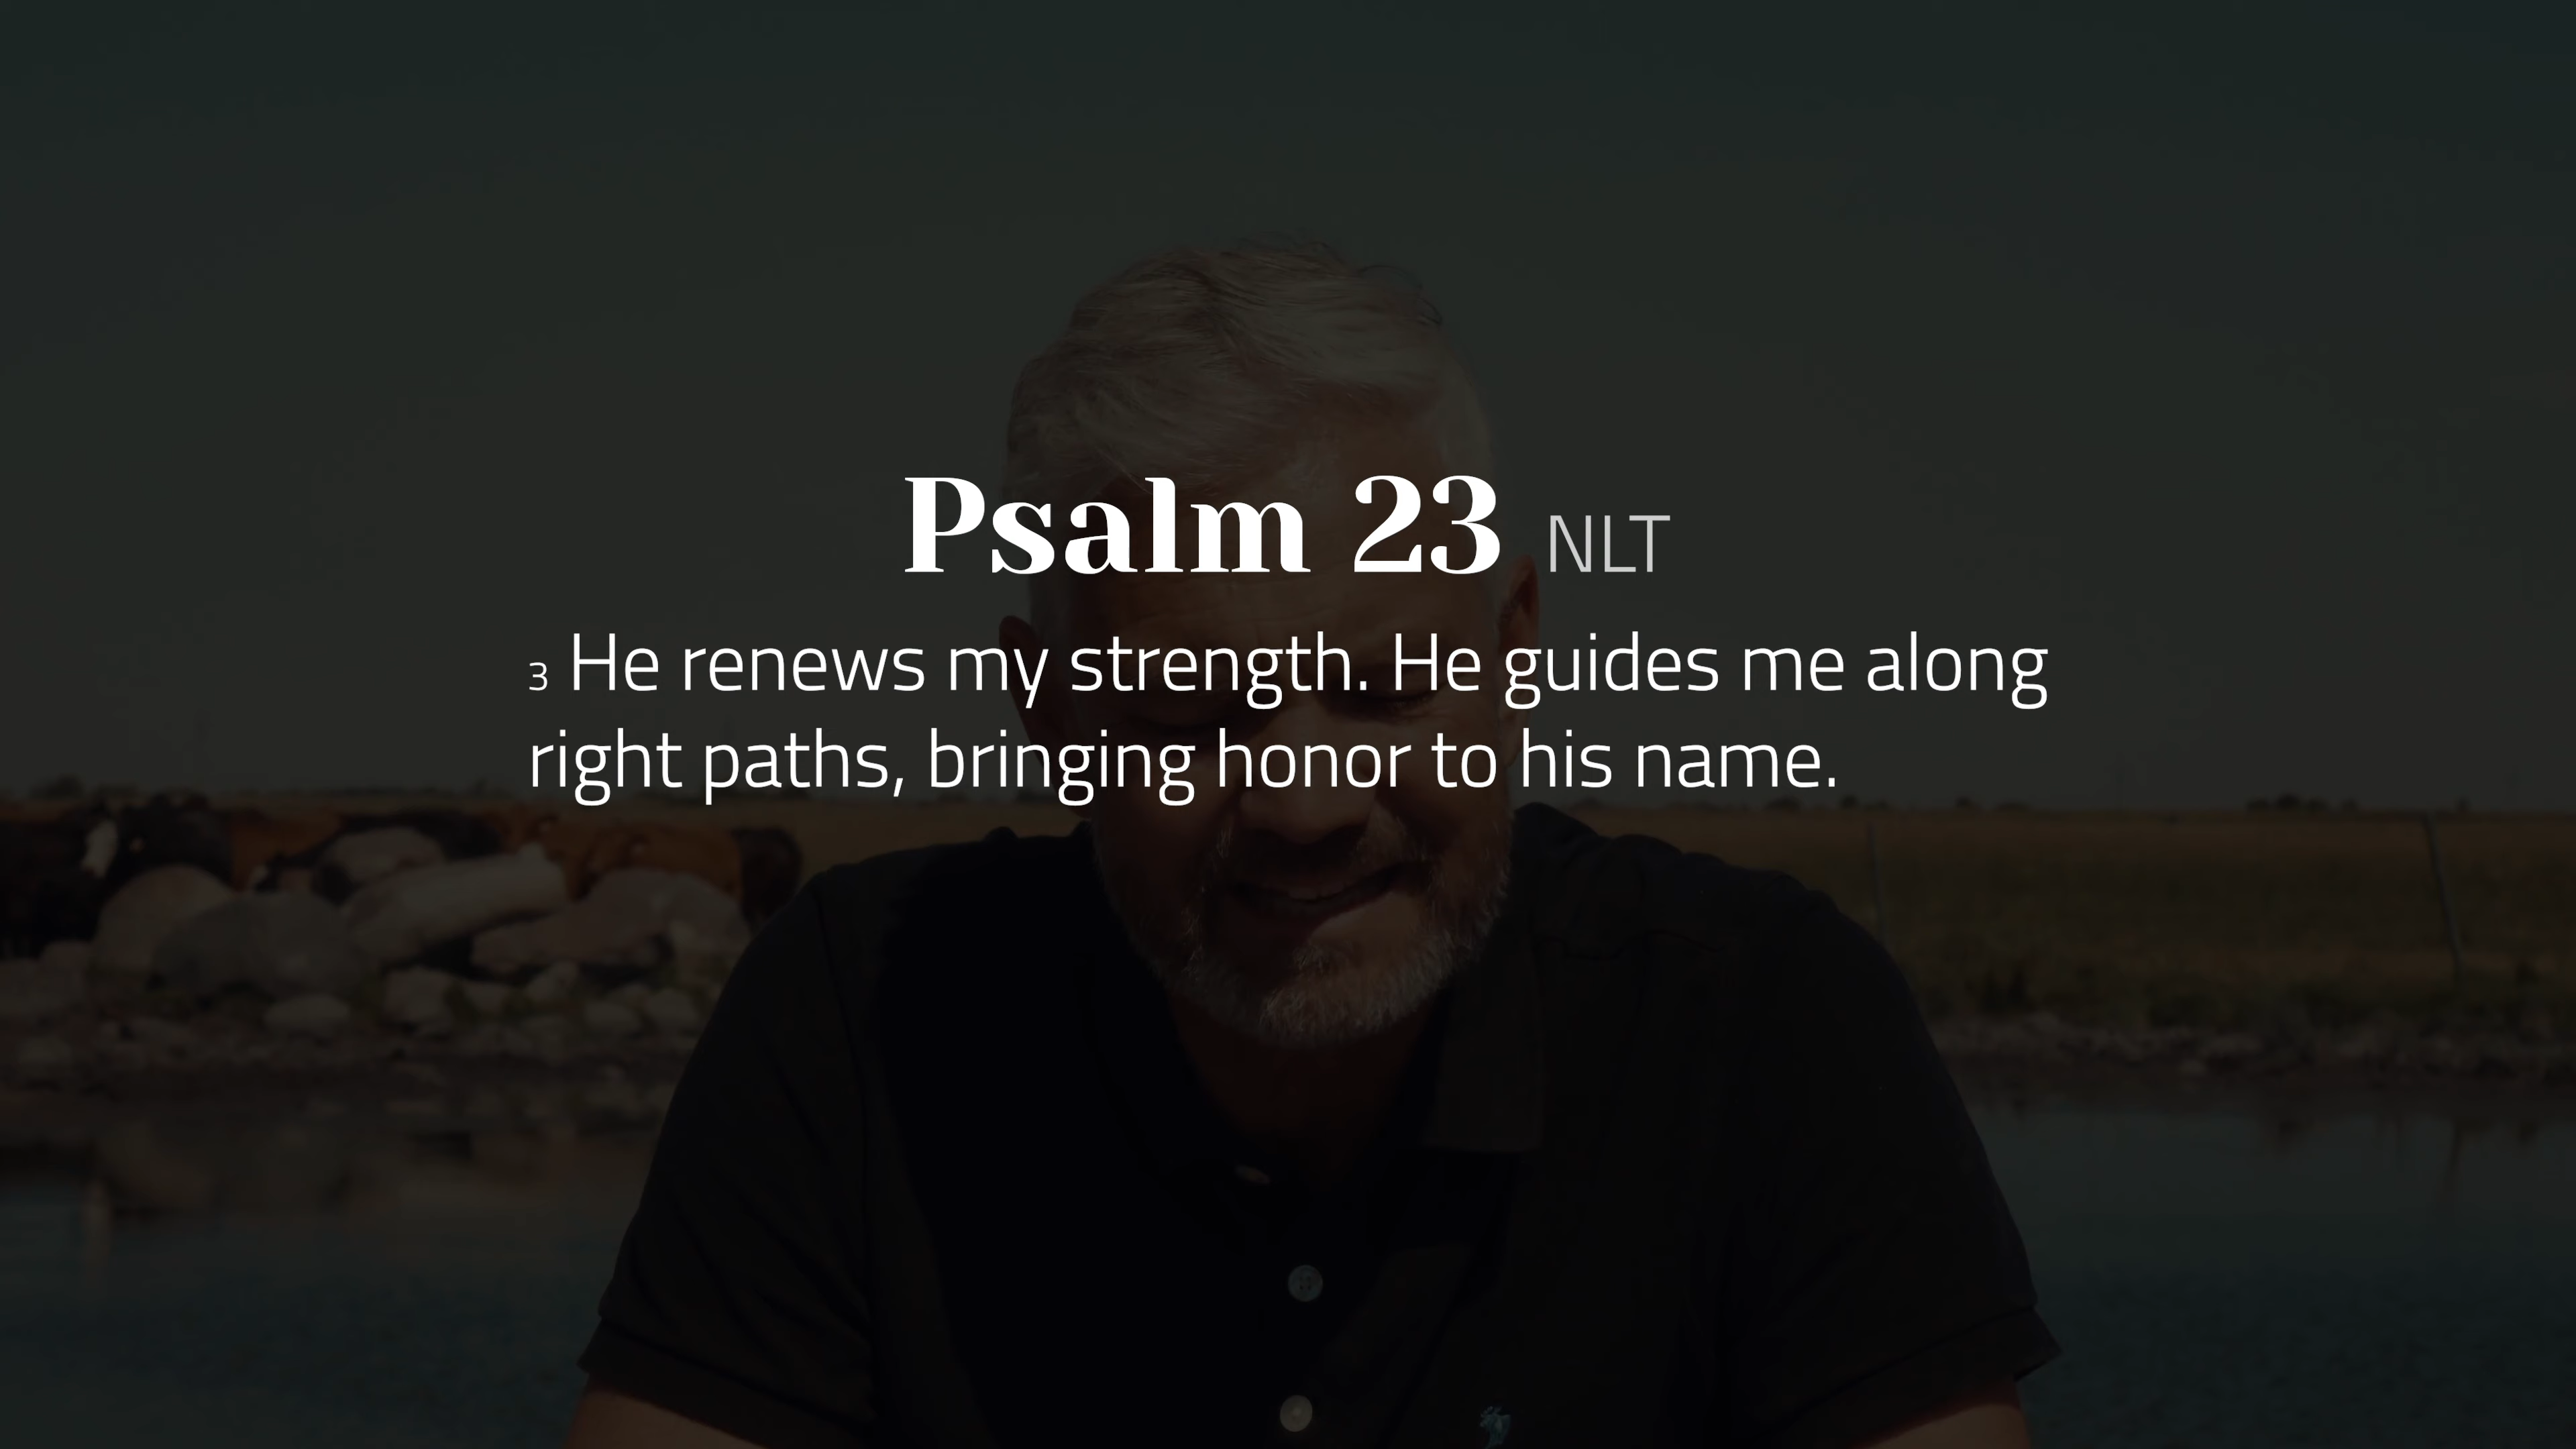 Psalm 23 NLT
3 He renews my strength. He guides me along
right paths, bringing honor to his name.